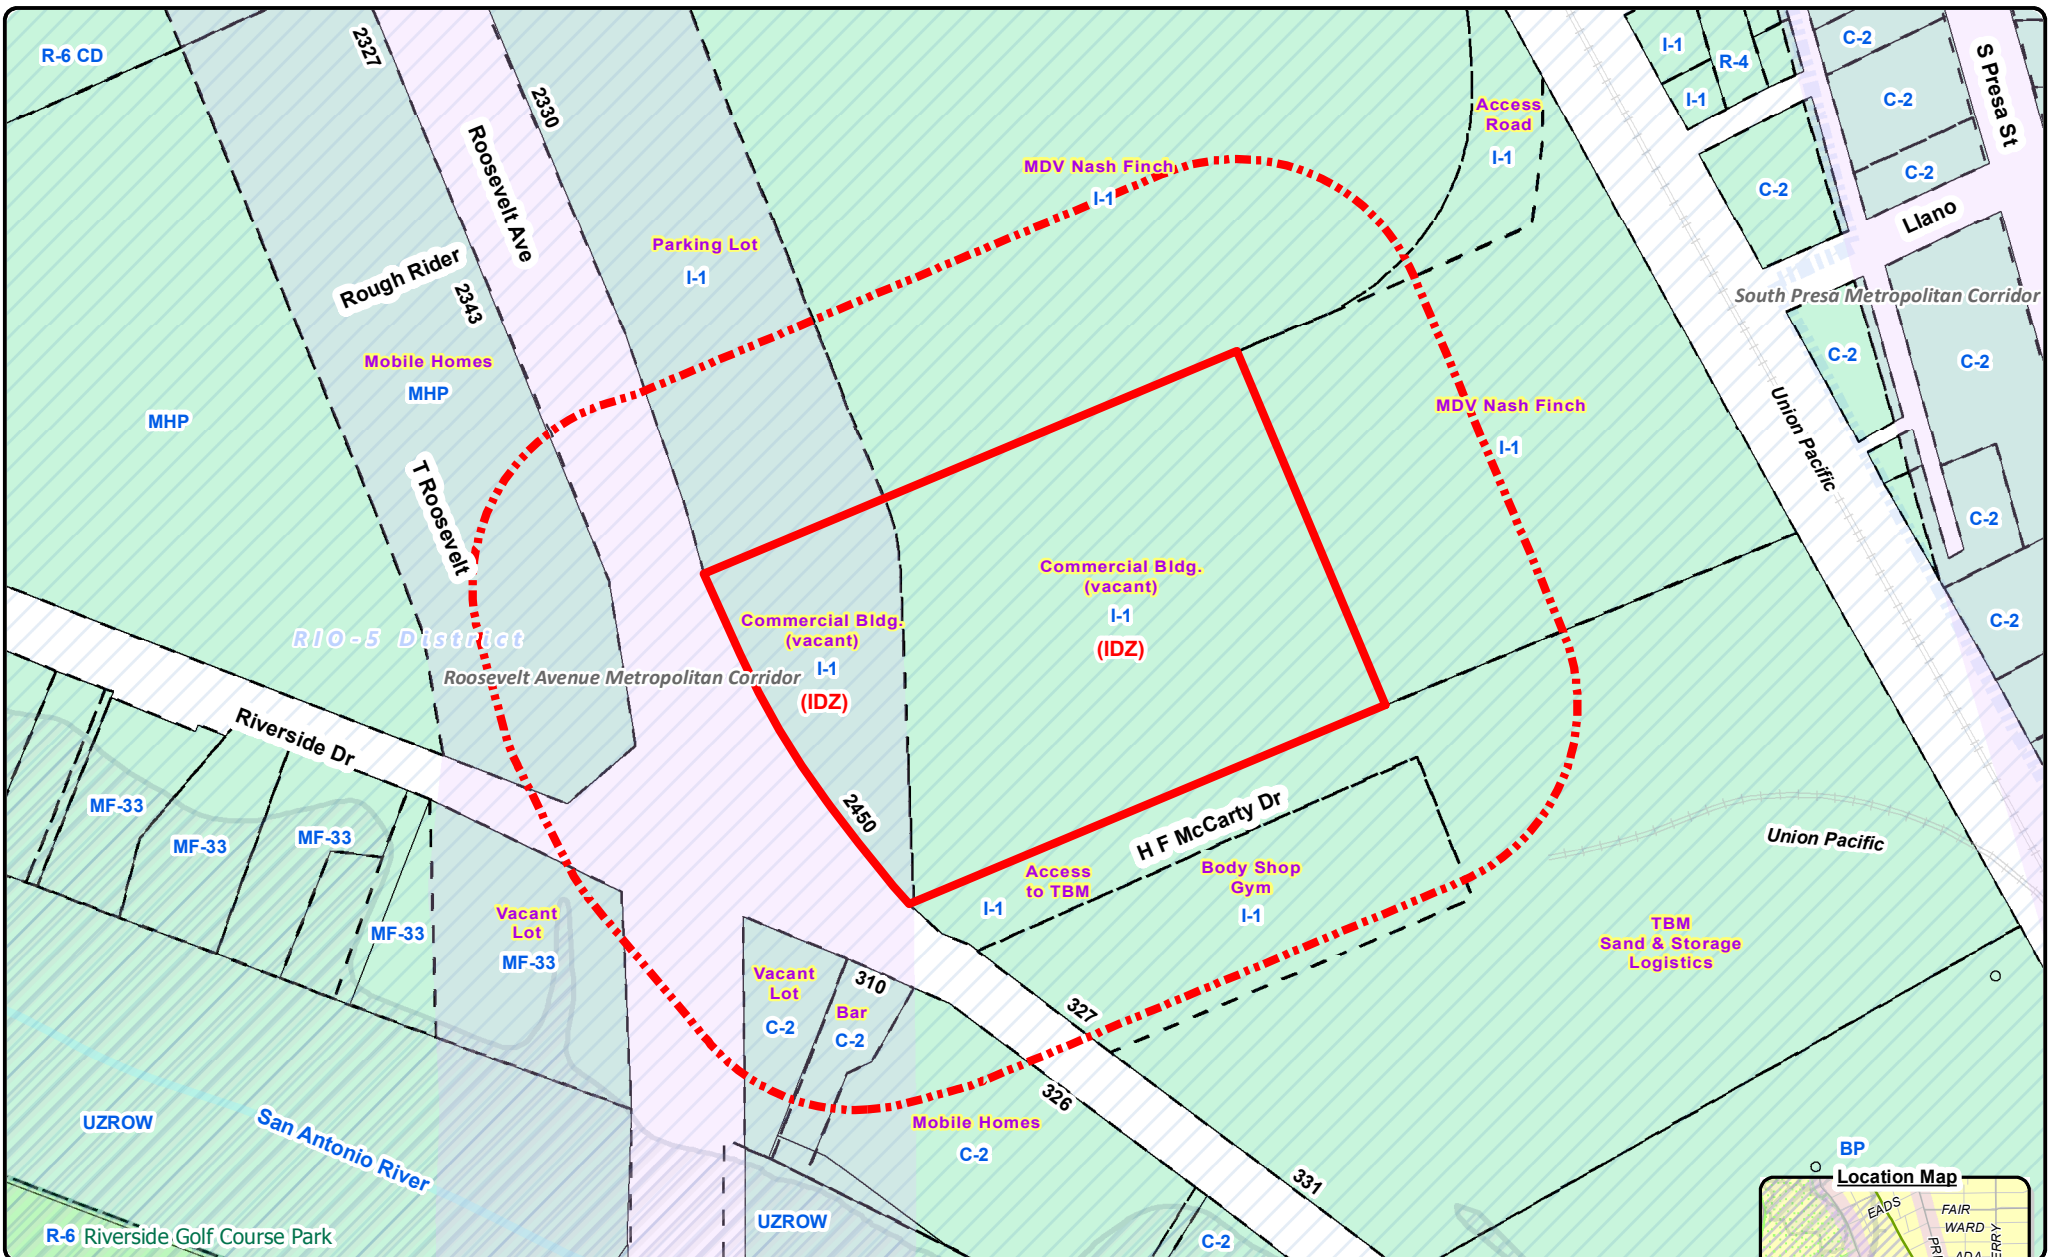 R-6 CD
2327
2330
Roosevelt Ave
Rough Rider
2343
Mobile Homes
MHP
MHP
T Roosevelt
Parking Lot
I-1
MDV Nash Finch
I-1
Access
Road
I-1
I-1
R-4
I-1
C-2
C-2
C-2
C-2
S Presa St
Llano
South Presa Metropolitan Corridor
C-2
C-2
Union Pacific
MDV Nash Finch
I-1
C-2
C-2
Commercial Bldg.
(vacant)
I-1
(IDZ)
Commercial Bldg.
(vacant)
I-1
(IDZ)
RIO-5 District
Roosevelt Avenue Metropolitan Corridor
Riverside Dr
2450
MF-33
MF-33
MF-33
MF-33
Vacant
Lot
MF-33
H F McCarty Dr
Access
to TBM
I-1
Body Shop
Gym
I-1
Union Pacific
TBM
Sand & Storage
Logistics
Vacant
Lot
C-2
310
Bar
C-2
327
326
331
Mobile Homes
C-2
UZROW
San Antonio River
R-6 Riverside Golf Course Park
UZROW
C-2
BP
Location Map
EADS
FAIR
WARD